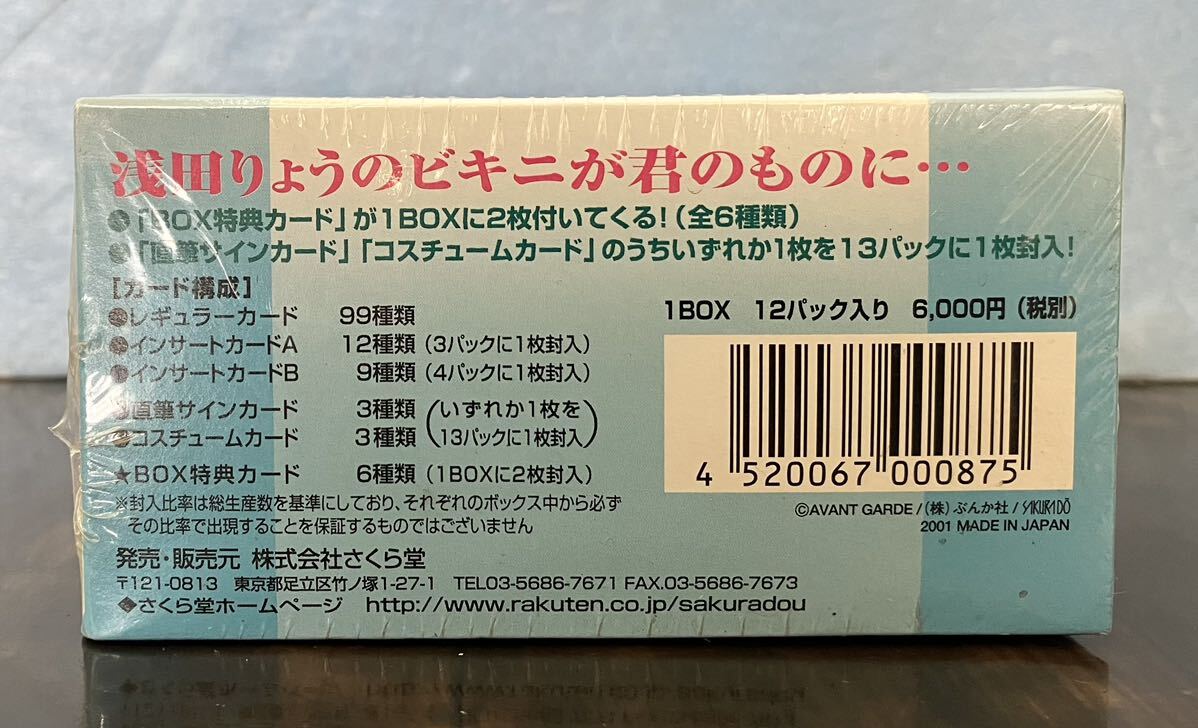 浅田りょうのビキニが君のものに…
●「BOX特典カード」が1BOXに2枚付いてくる!(全6種類)
●「直筆サインカード」「コスチュームカード」のうちいずれか1枚を13パックに1枚封入!
[カード構成]
●レギュラーカード 99種類
●インサートカードA 12種類(3パックに1枚封入)
●インサートカードB 9種類(4パックに1枚封入)
●直筆サインカード 3種類(いずれか1枚を
●コスチュームカード 3種類 13パックに1枚封入)
★BOX特典カード 6種類(1BOXに2枚封入)
※封入比率は総生産数を基準にしており、それぞれのボックス中から必ず
その比率で出現することを保証するものではございません
発売・販売元 株式会社さくら堂
〒121-0813 東京都足立区竹ノ塚1-27-1 TEL03-5686-7671 FAX.03-5686-7673
◆さくら堂ホームページ http://www.rakuten.co.jp/sakuradou
1BOX 12パック入り 6,000円(税別)
4 520067 000875
©AVANT GARDE/(株)ぶんか社/SAKURADŌ
2001 MADE IN JAPAN